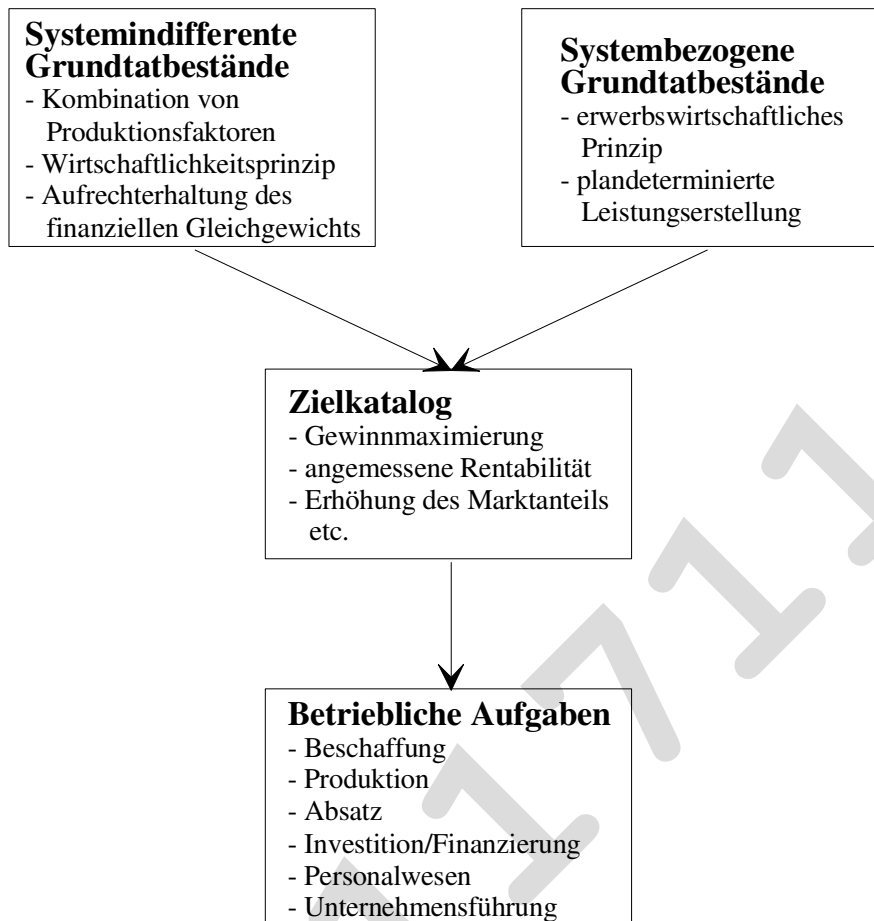 Systemindifferente
Grundtatbestände
- Kombination von
Produktionsfaktoren
- Wirtschaftlichkeitsprinzip
- Aufrechterhaltung des
finanziellen Gleichgewichts
Systembezogene
Grundtatbestände
- erwerbswirtschaftliches
Prinzip
- plandeterminierte
Leistungserstellung
Zielkatalog
- Gewinnmaximierung
- angemessene Rentabilität
- Erhöhung des Marktanteils
etc.
Betriebliche Aufgaben
- Beschaffung
- Produktion
- Absatz
- Investition/Finanzierung
- Personalwesen
- Unternehmensführung